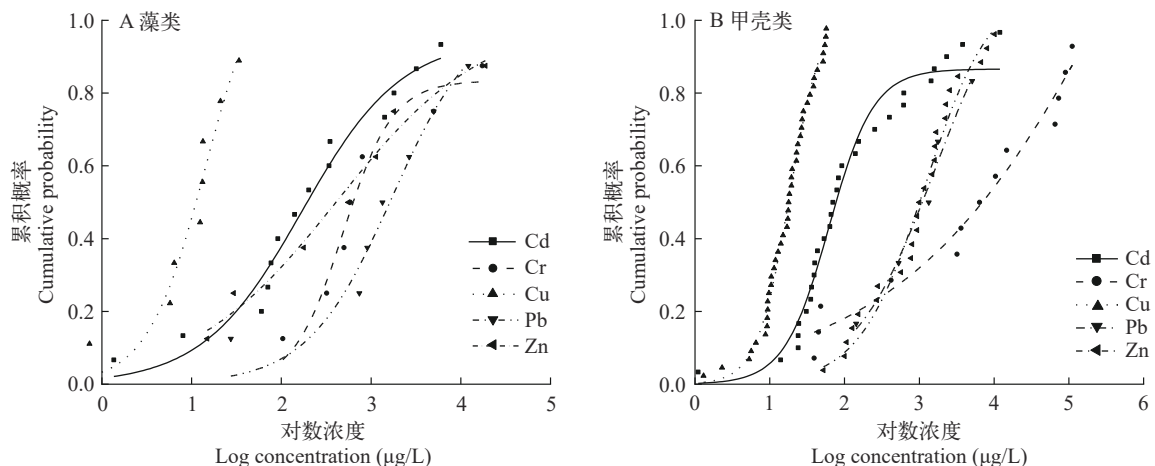 A 藻类
1.0
0.8
0.6
0.4
0.2
0.0
累积概率
Cumulative probability
Cd
Cr
Cu
Pb
Zn
0 1 2 3 4 5
对数浓度
Log concentration (μg/L)
B 甲壳类
1.0
0.8
0.6
0.4
0.2
0.0
累积概率
Cumulative probability
Cd
Cr
Cu
Pb
Zn
0 1 2 3 4 5 6
对数浓度
Log concentration (μg/L)